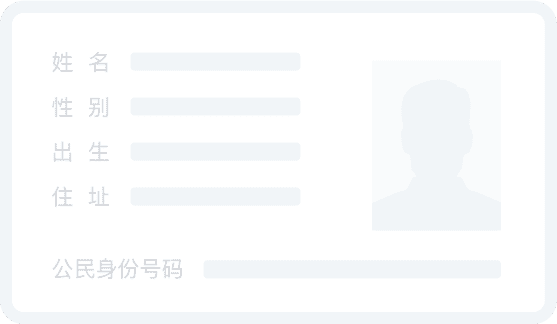 姓 名
性 别
出 生
住 址
公民身份号码